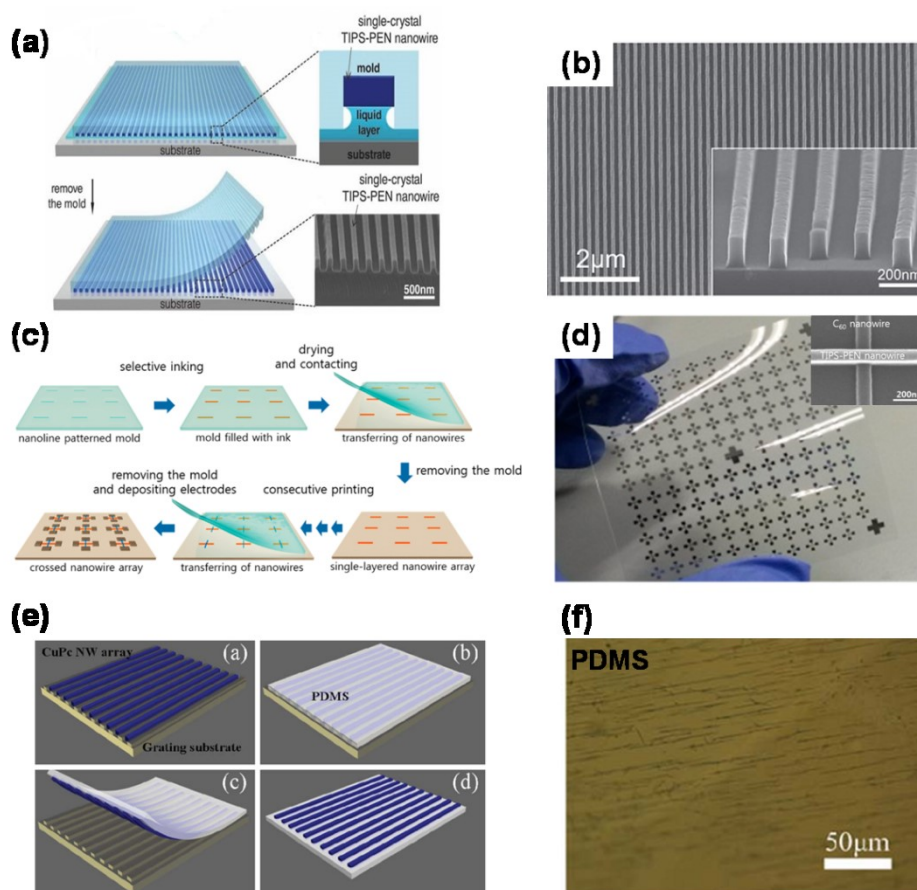 (a)
single-crystal
TIPS-PEN nanowire
mold
liquid
layer
substrate
substrate
remove
the mold
single-crystal
TIPS-PEN nanowire
500nm
substrate
(b)
2μm
200nm
(c)
selective inking
drying
and contacting
nanoline patterned mold
mold filled with ink
transferring of nanowires
removing the mold
and depositing electrodes
consecutive printing
removing the mold
crossed nanowire array
transferring of nanowires
single-layered nanowire array
(d)
C₆₀ nanowire
TIPS-PEN nanowire
200nm
(e)
CuPc NW array
(a)
Grating substrate
(b)
PDMS
(c)
(d)
(f)
PDMS
50μm